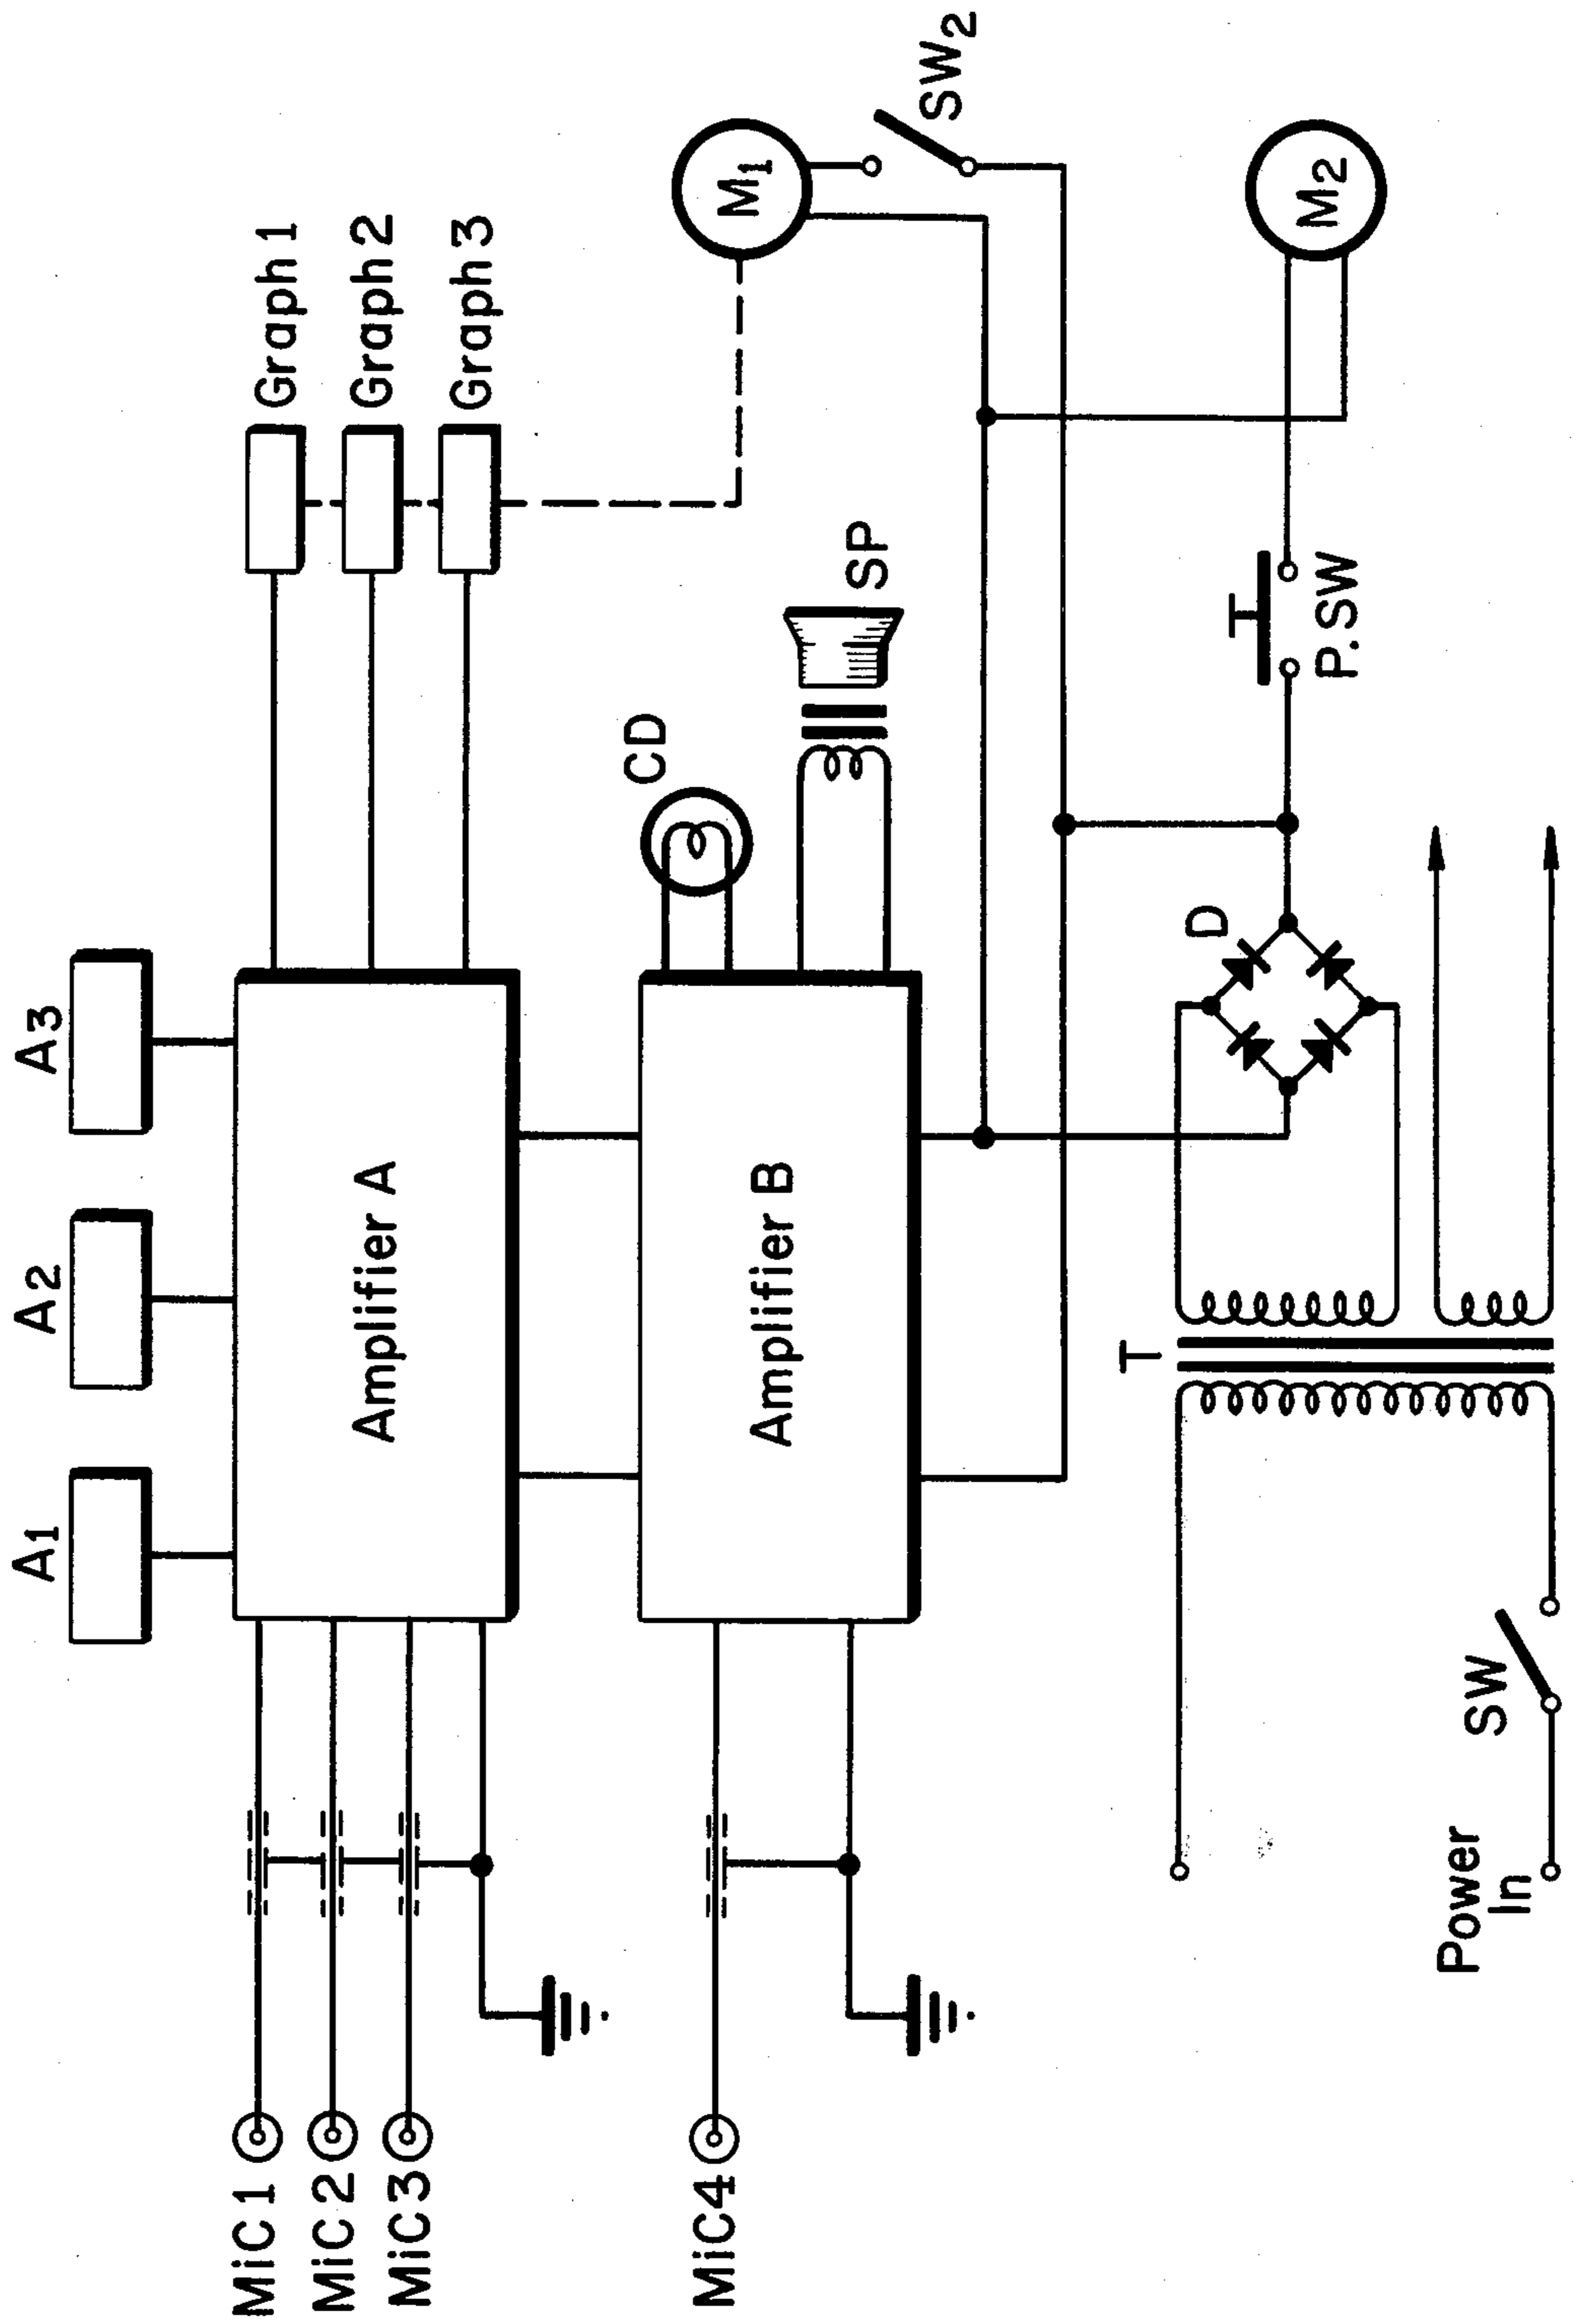 A1
A2
A3
MiC 1
MiC 2
MiC 3
Amplifier A
Graph 1
Graph 2
Graph 3
MiC4
Amplifier B
CD
SP
M1
SW2
T
D
P.SW
M2
Power
In
SW